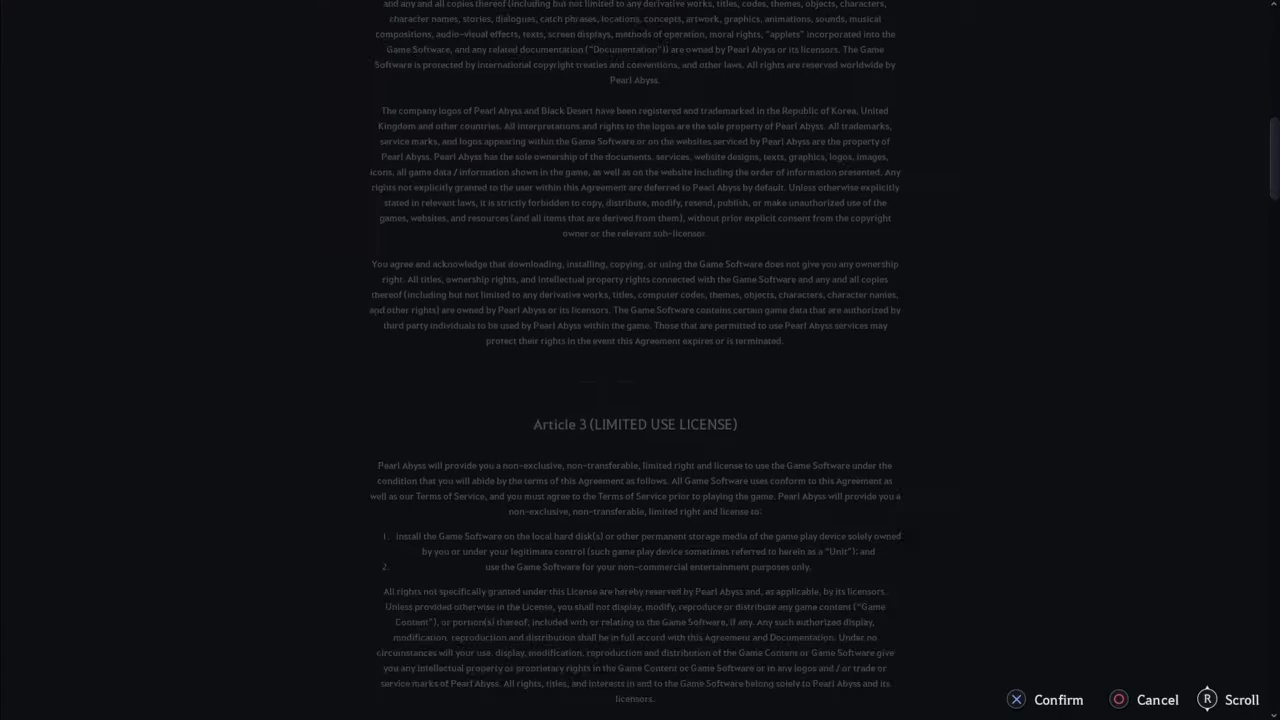 and any and all copies thereof (including but not limited to any derivative works, titles, codes, themes, objects, characters,
character names, stories, dialogues, catch phrases, locations, concepts, artwork, graphics, animations, sounds, musical
compositions, audio-visual effects, texts, screen displays, methods of operation, moral rights, "applets" incorporated into the
Game Software, and any related documentation ("Documentation")) are owned by Pearl Abyss or its licensors. The Game
Software is protected by international copyright treaties and conventions, and other laws. All rights are reserved worldwide by
Pearl Abyss.
The company logos of Pearl Abyss and Black Desert have been registered and trademarked in the Republic of Korea, United
Kingdom and other countries. All interpretations and rights to the logos are the sole property of Pearl Abyss. All trademarks,
service marks, and logos appearing within the Game Software or on the websites serviced by Pearl Abyss are the property of
Pearl Abyss. Pearl Abyss has the sole ownership of the documents, services, website designs, texts, graphics, logos, images,
icons, all game data / information shown in the game, as well as on the website including the order of information presented. Any
rights not explicitly granted to the user within this Agreement are deferred to Pearl Abyss by default. Unless otherwise explicitly
stated in relevant laws, it is strictly forbidden to copy, distribute, modify, resend, publish, or make unauthorized use of the
games, websites, and resources (and all items that are derived from them), without prior explicit consent from the copyright
owner or the relevant sub-licensor.
You agree and acknowledge that downloading, installing, copying, or using the Game Software does not give you any ownership
right. All titles, ownership rights, and intellectual property rights connected with the Game Software and any and all copies
thereof (including but not limited to any derivative works, titles, computer codes, themes, objects, characters, character names,
and other rights) are owned by Pearl Abyss or its licensors. The Game Software contains certain game data that are authorized by
third party individuals to be used by Pearl Abyss within the game. Those that are permitted to use Pearl Abyss services may
protect their rights in the event this Agreement expires or is terminated.
Article 3 (LIMITED USE LICENSE)
Pearl Abyss will provide you a non-exclusive, non-transferable, limited right and license to use the Game Software under the
condition that you will abide by the terms of this Agreement as follows. All Game Software uses conform to this Agreement as
well as our Terms of Service, and you must agree to the Terms of Service prior to playing the game. Pearl Abyss will provide you a
non-exclusive, non-transferable, limited right and license to:
1. install the Game Software on the local hard disk(s) or other permanent storage media of the game play device solely owned
by you or under your legitimate control (such game play device sometimes referred to herein as a "Unit"); and
2. use the Game Software for your non-commercial entertainment purposes only.
All rights not specifically granted under this License are hereby reserved by Pearl Abyss and, as applicable, by its licensors.
Unless provided otherwise in the License, you shall not display, modify, reproduce or distribute any game content ("Game
Content"), or portion(s) thereof, included with or relating to the Game Software, if any. Any such authorized display,
modification, reproduction and distribution shall be in full accord with this Agreement and Documentation. Under no
circumstances will your use, display, modification, reproduction and distribution of the Game Content or Game Software give
you any intellectual property or proprietary rights in the Game Content or Game Software or in any logos and / or trade or
service marks of Pearl Abyss. All rights, titles, and interests in and to the Game Software belong solely to Pearl Abyss and its
licensors.
Confirm Cancel R Scroll